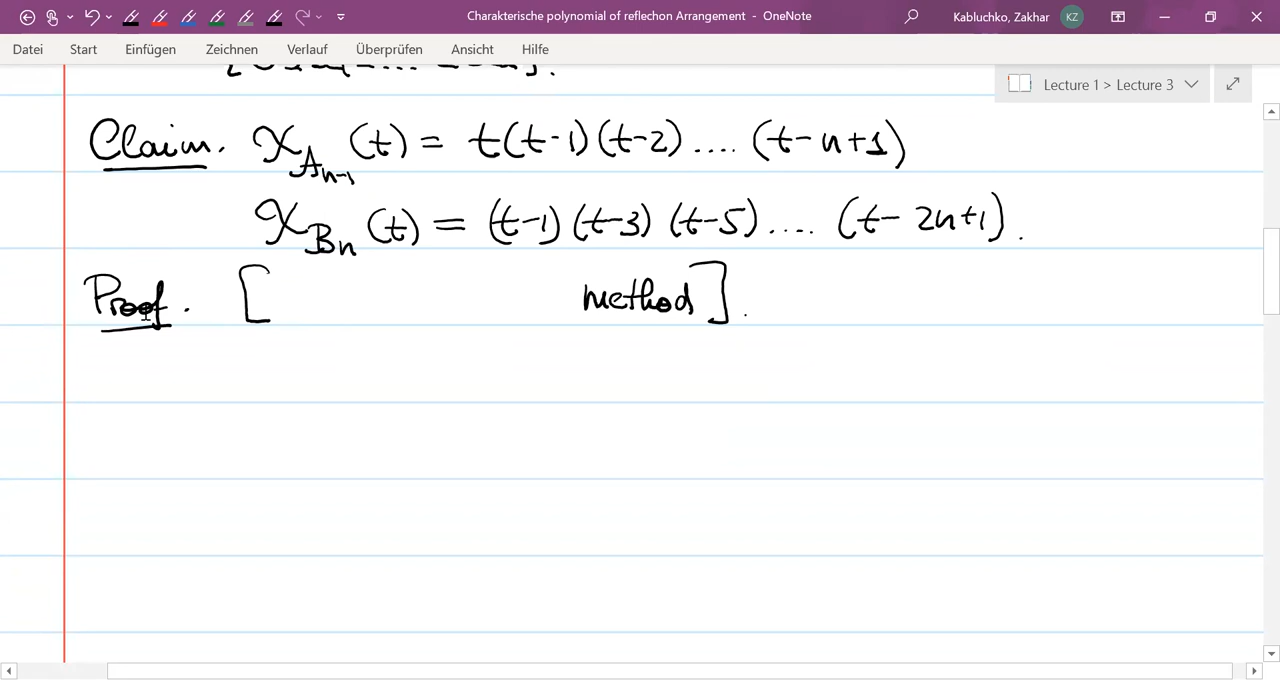 Charakterische polynomial of reflechon Arrangement - OneNote
Kabluchko, Zakhar KZ
Datei Start Einfügen Zeichnen Verlauf Überprüfen Ansicht Hilfe
Lecture 1 > Lecture 3
Claim. χ_{A_{n-1}}(t) = t(t-1)(t-2)....(t-n+1)
χ_{B_n}(t) = (t-1)(t-3)(t-5)....(t-2n+1).
Proof. [ method].